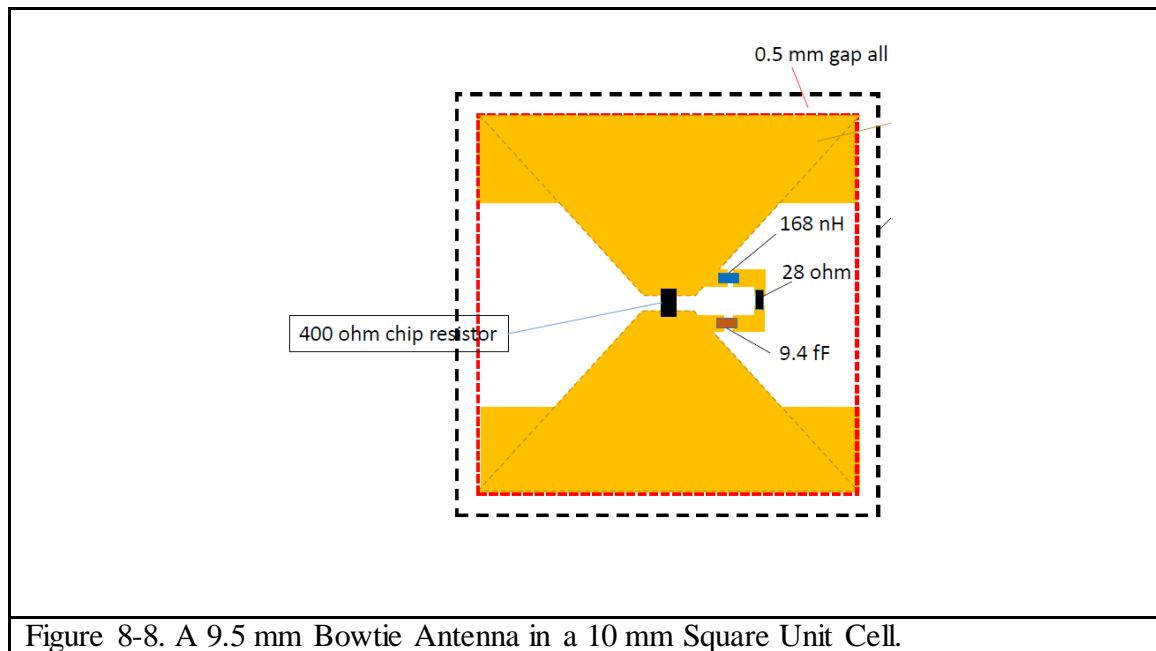 0.5 mm gap all
168 nH
28 ohm
400 ohm chip resistor
9.4 fF
Figure 8-8. A 9.5 mm Bowtie Antenna in a 10 mm Square Unit Cell.